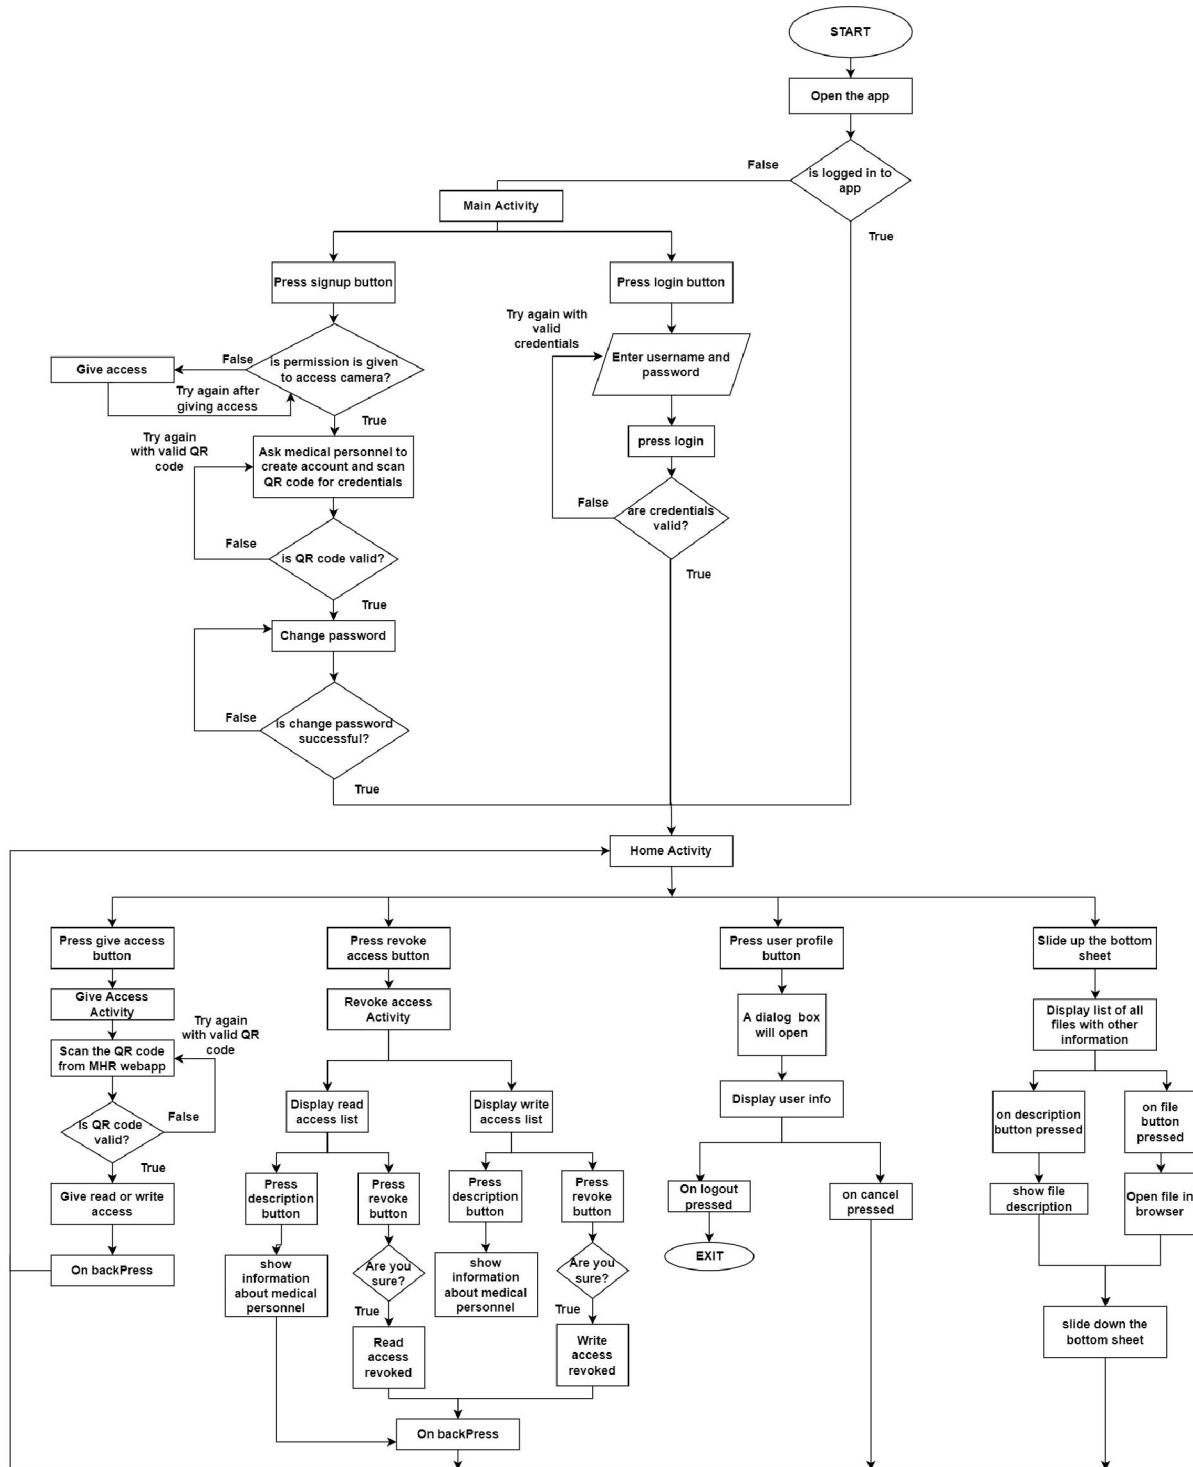 START
Open the app
False
is logged in to
app
True
Main Activity
Press signup button
Press login button
Try again with
valid
credentials
Enter username and
password
False
is permission is given
to access camera?
Give access
Try again after
giving access
True
Try again
with valid QR
code
Ask medical personnel to
create account and scan
QR code for credentials
press login
False
are credentials
valid?
True
False
is QR code valid?
True
Change password
False
is change password
successful?
True
Home Activity
Press give access
button
Press revoke
access button
Press user profile
button
Slide up the bottom
sheet
Give Access
Activity
Revoke access
Activity
A dialog box
will open
Display list of all
files with other
information
Try again
with valid QR
code
Scan the QR code
from MHR webapp
is QR code
valid?
False
True
Display read
access list
Display write
access list
Display user info
on description
button pressed
on file
button
pressed
Give read or write
access
Press
description
button
Press
revoke
button
Press
description
button
Press
revoke
button
On logout
pressed
on cancel
pressed
show file
description
Open file in
browser
On backPress
show
information
about medical
personnel
Are you
sure?
show
information
about medical
personnel
Are you
sure?
EXIT
True
True
Read
access
revoked
Write
access
revoked
slide down the
bottom sheet
On backPress